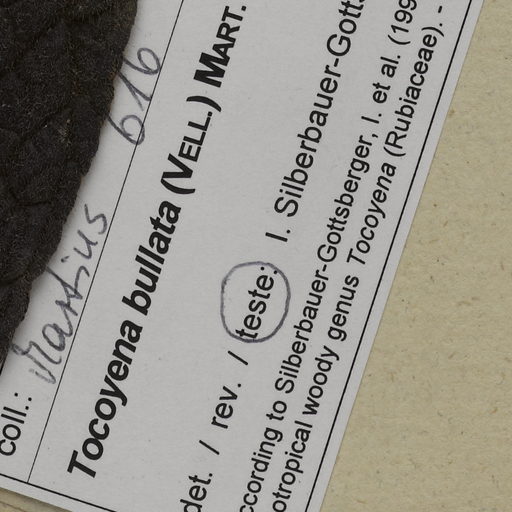 coll.: Martius 616
Tocoyena bullata (VELL.) MART.
det. / rev. / teste: I. Silberbauer-Gott
ccording to Silberbauer-Gottsberger, I. et al. (199
otropical woody genus Tocoyena (Rubiaceae). -